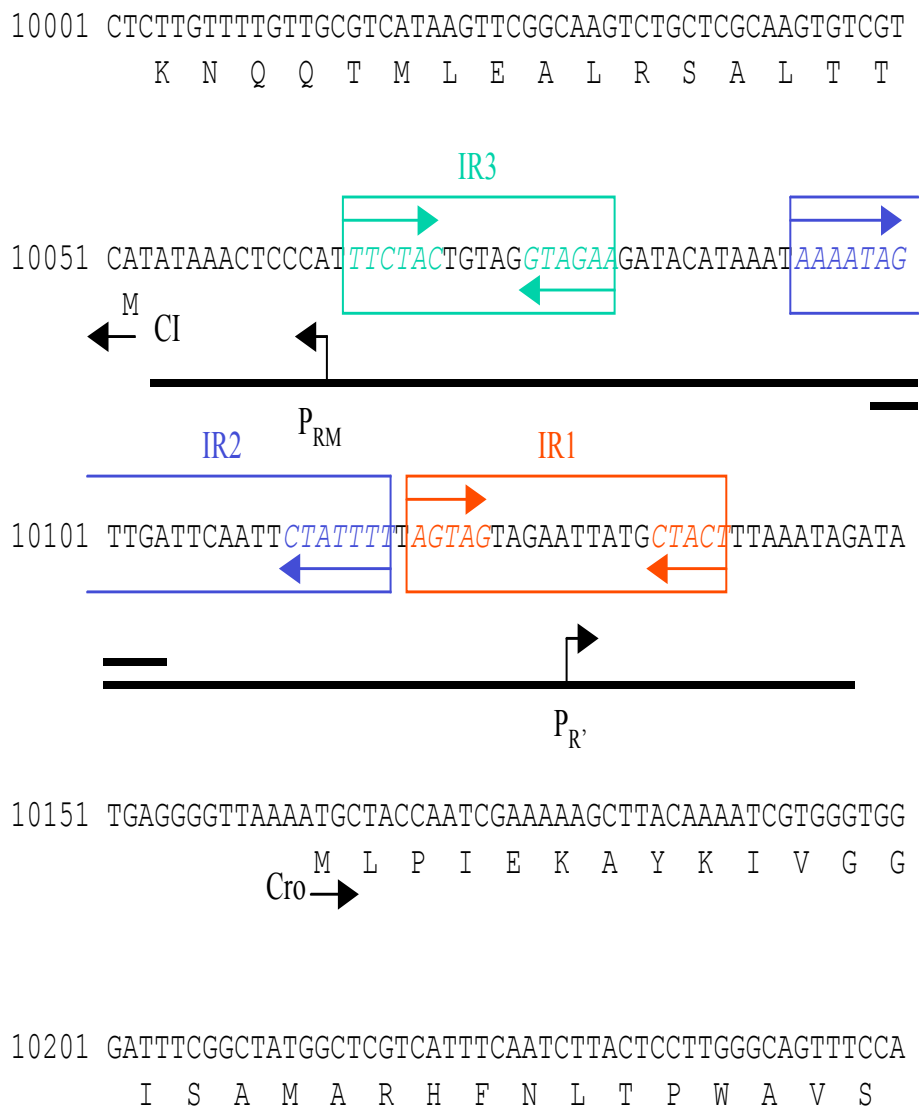 10001 CTCTTGTTTTGTTGCGTCATAAGTTCGGCAAGTCTGCTCGCAAGTGTCGT
K N Q Q T M L E A L R S A L T T
IR3
10051 CATATAAACTCCCATTTCTACTGTAGGTAGAAGATACATAAATAAAATAG
M
CI
PRM
IR2 IR1
10101 TTGATTCAATTCTATTTTTAGTAGTAGAATTATGCTACTTTAAATAGATA
PR’
10151 TGAGGGGTTAAAATGCTACCAATCGAAAAAGCTTACAAAATCGTGGGTGG
M L P I E K A Y K I V G G
Cro
10201 GATTTCGGCTATGGCTCGTCATTTCAATCTTACTCCTTGGGCAGTTTCCA
I S A M A R H F N L T P W A V S